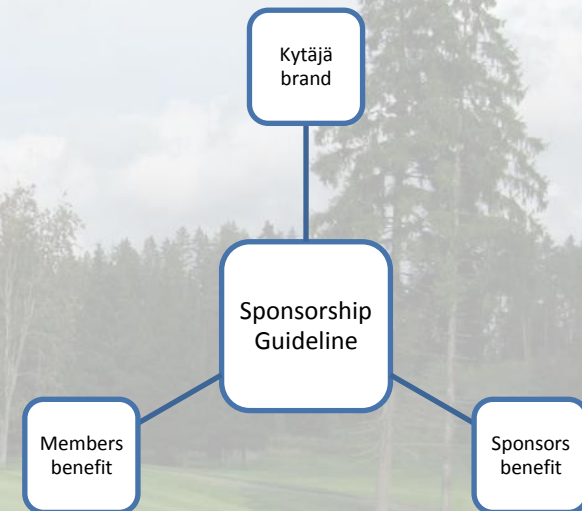 Kytäjä
brand
Sponsorship
Guideline
Members
benefit
Sponsors
benefit